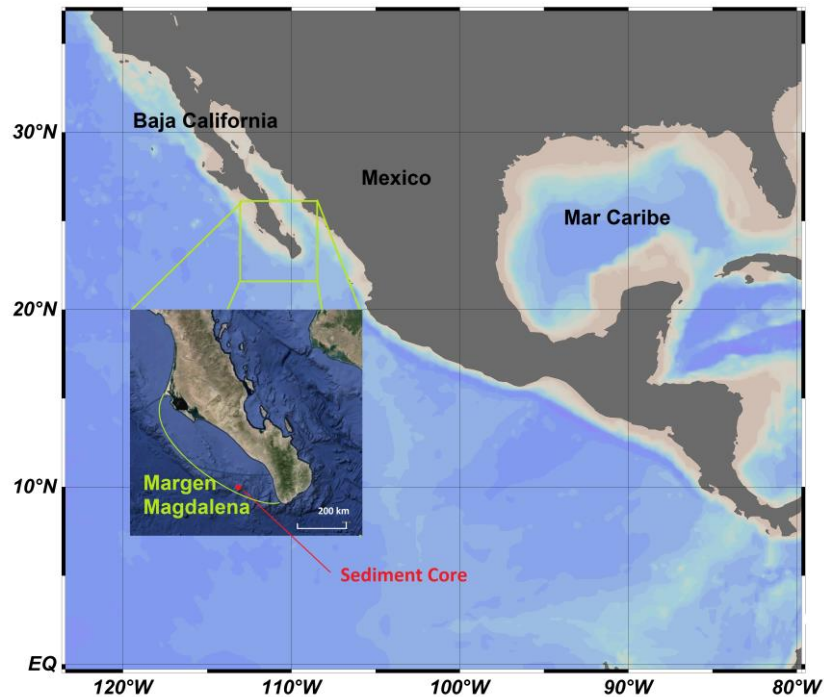 30°N
20°N
10°N
EQ
Baja California
Mexico
Mar Caribe
Margen
Magdalena
200 km
Sediment Core
120°W
110°W
100°W
90°W
80°W